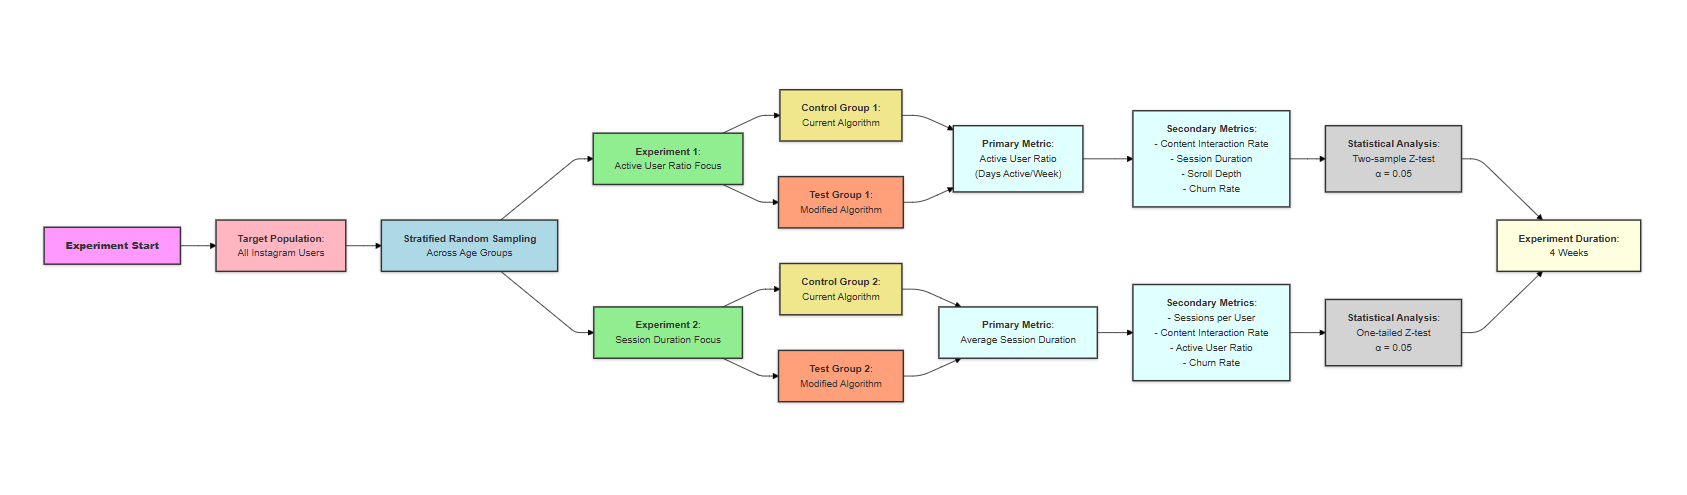 Experiment Start
Target Population:
All Instagram Users
Stratified Random Sampling
Across Age Groups
Experiment 1:
Active User Ratio Focus
Control Group 1:
Current Algorithm
Test Group 1:
Modified Algorithm
Primary Metric:
Active User Ratio
(Days Active/Week)
Secondary Metrics:
- Content Interaction Rate
- Session Duration
- Scroll Depth
- Churn Rate
Statistical Analysis:
Two-sample Z-test
α = 0.05
Experiment 2:
Session Duration Focus
Control Group 2:
Current Algorithm
Test Group 2:
Modified Algorithm
Primary Metric:
Average Session Duration
Secondary Metrics:
- Sessions per User
- Content Interaction Rate
- Active User Ratio
- Churn Rate
Statistical Analysis:
One-tailed Z-test
α = 0.05
Experiment Duration:
4 Weeks